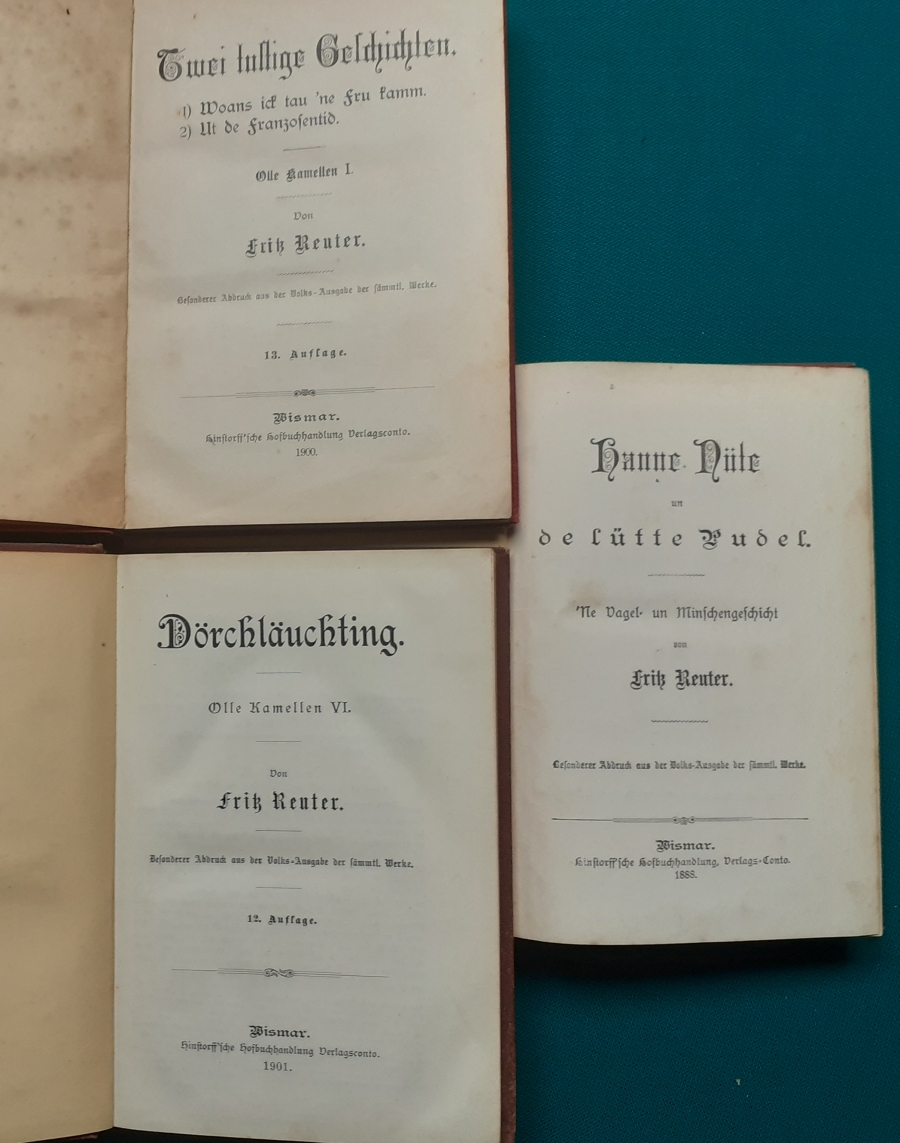 Zwei lustige Geschichten.
1) Woans ick tau 'ne Fru kamm.
2) Ut de Franzosentid.
Olle Kamellen I.
Von
Fritz Reuter.
Besonderer Abdruck aus der Volks-Ausgabe der sämmtl. Werke.
13. Auflage.
Wismar.
Hinstorff'sche Hofbuchhandlung Verlagsconto.
1900.
Hanne Nüte
un
de lütte Pudel.
'Ne Vagel- un Minschengeschicht
von
Fritz Reuter.
Besonderer Abdruck aus der Volks-Ausgabe der sämmtl. Werke.
Wismar.
Hinstorff'sche Hofbuchhandlung, Verlags-Conto.
1888.
Dörchläuchting.
Olle Kamellen VI.
Von
Fritz Reuter.
Besonderer Abdruck aus der Volks-Ausgabe der sämmtl. Werke.
12. Auflage.
Wismar.
Hinstorff'sche Hofbuchhandlung Verlagsconto.
1901.